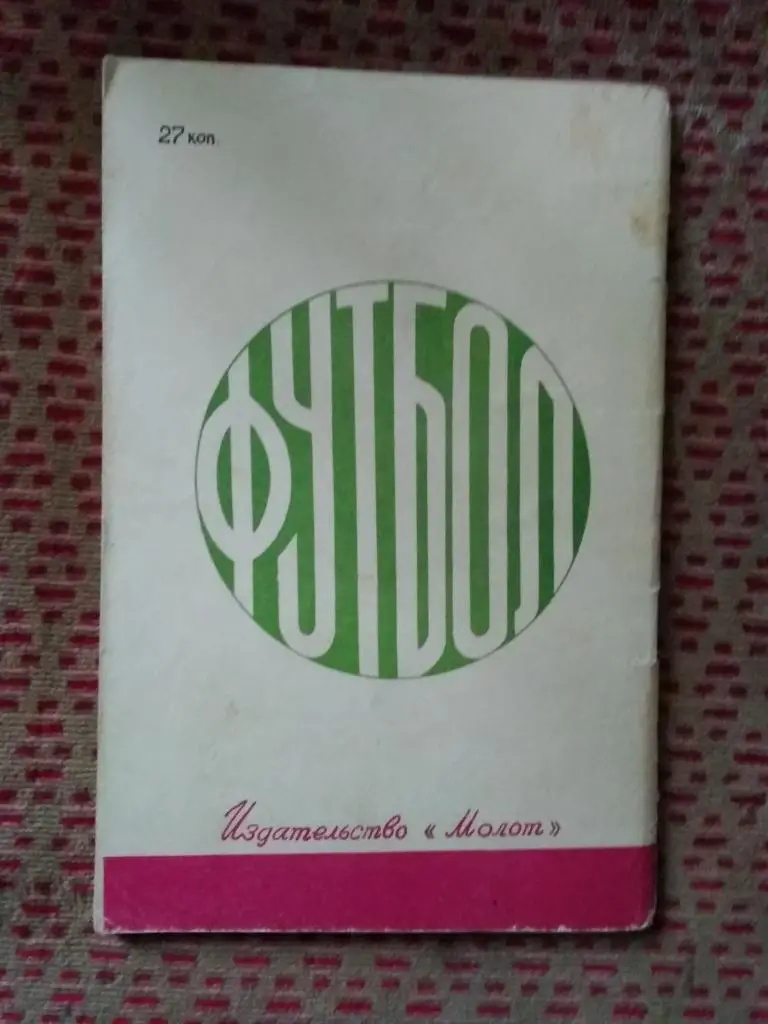 27 коп.
ФУТБОЛ
Издательство «Молот»